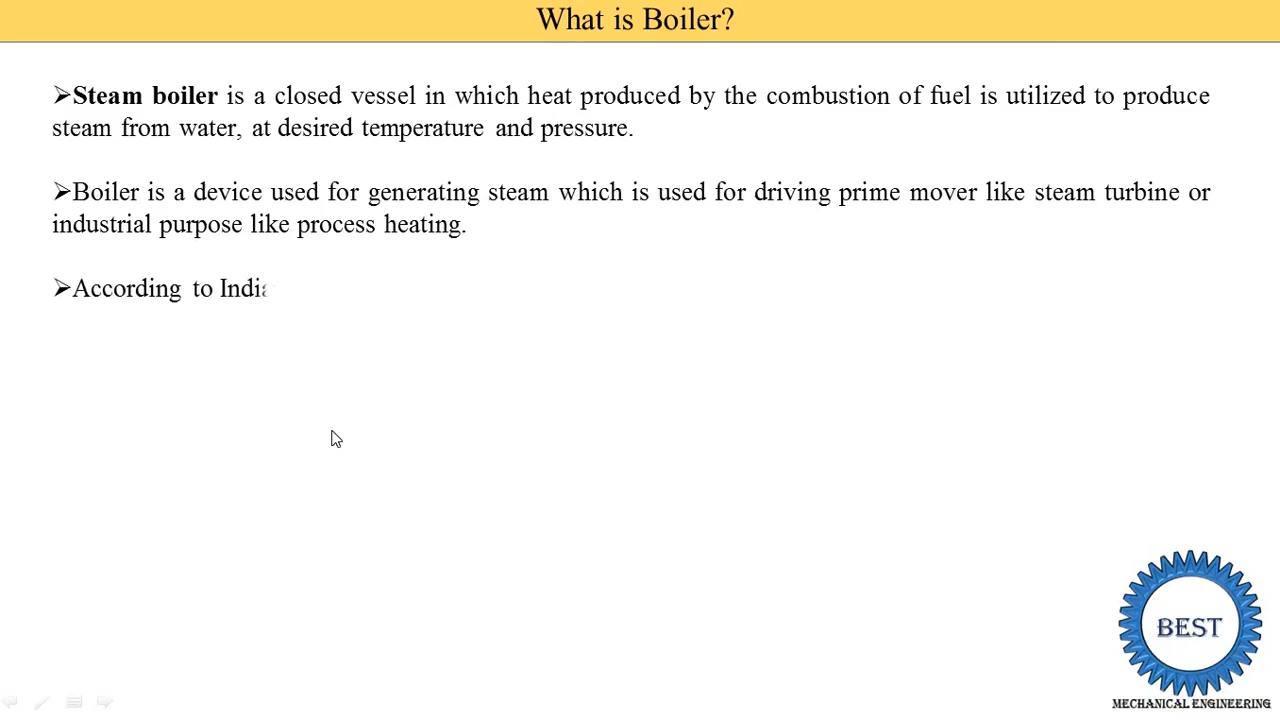 What is Boiler?
➢Steam boiler is a closed vessel in which heat produced by the combustion of fuel is utilized to produce
steam from water, at desired temperature and pressure.
➢Boiler is a device used for generating steam which is used for driving prime mover like steam turbine or
industrial purpose like process heating.
➢According to India
BEST
MECHANICAL ENGINEERING